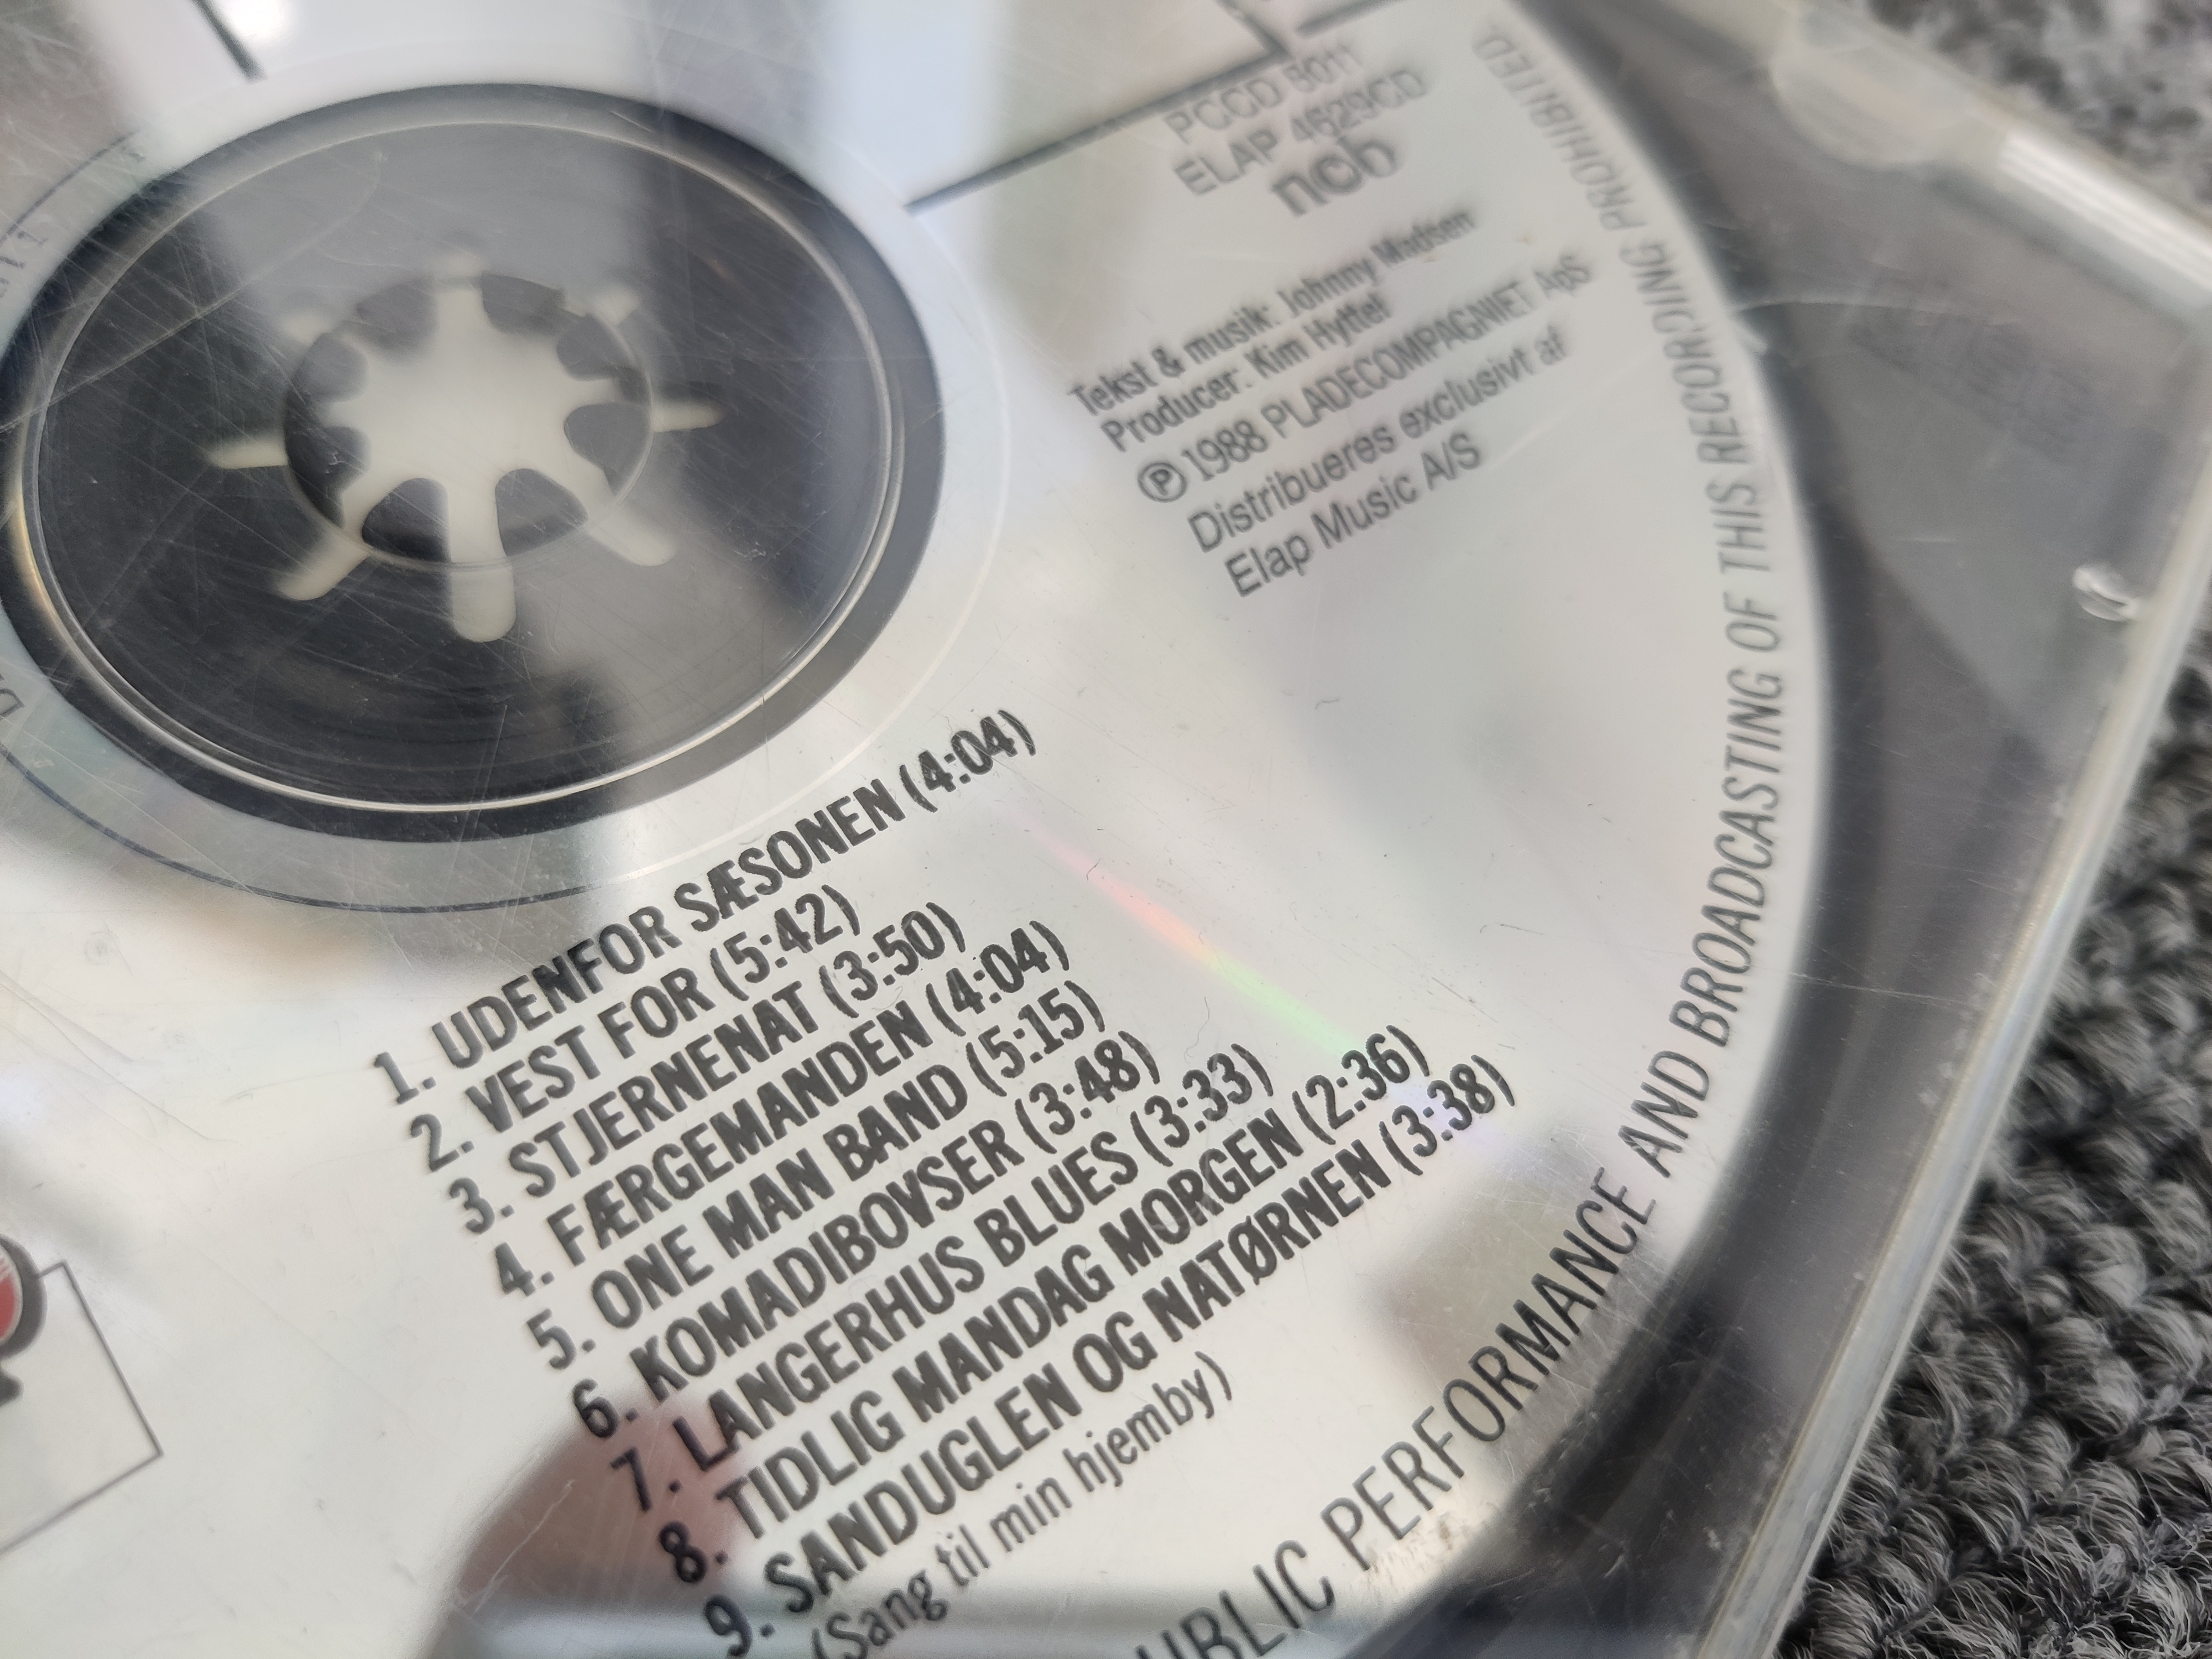 PCCD 8011
ELAP 4629CD
ncb
Tekst & musik: Johnny Madsen
Producer: Kim Hyttel
Ⓟ 1988 PLADECOMPAGNIET ApS
Distribueres exclusivt af
Elap Music A/S
1. UDENFOR SÆSONEN (4:04)
2. VEST FOR (5:42)
3. STJERNENAT (3:50)
4. FÆRGEMANDEN (4:04)
5. ONE MAN BAND (5:15)
6. KOMADIBOVSER (3:48)
7. LANGERHUS BLUES (3:33)
8. TIDLIG MANDAG MORGEN (2:36)
9. SANDUGLEN OG NATØRNEN (3:38)
(Sang til min hjemby)
UBLIC PERFORMANCE AND BROADCASTING OF THIS RECORDING PROHIBITED.